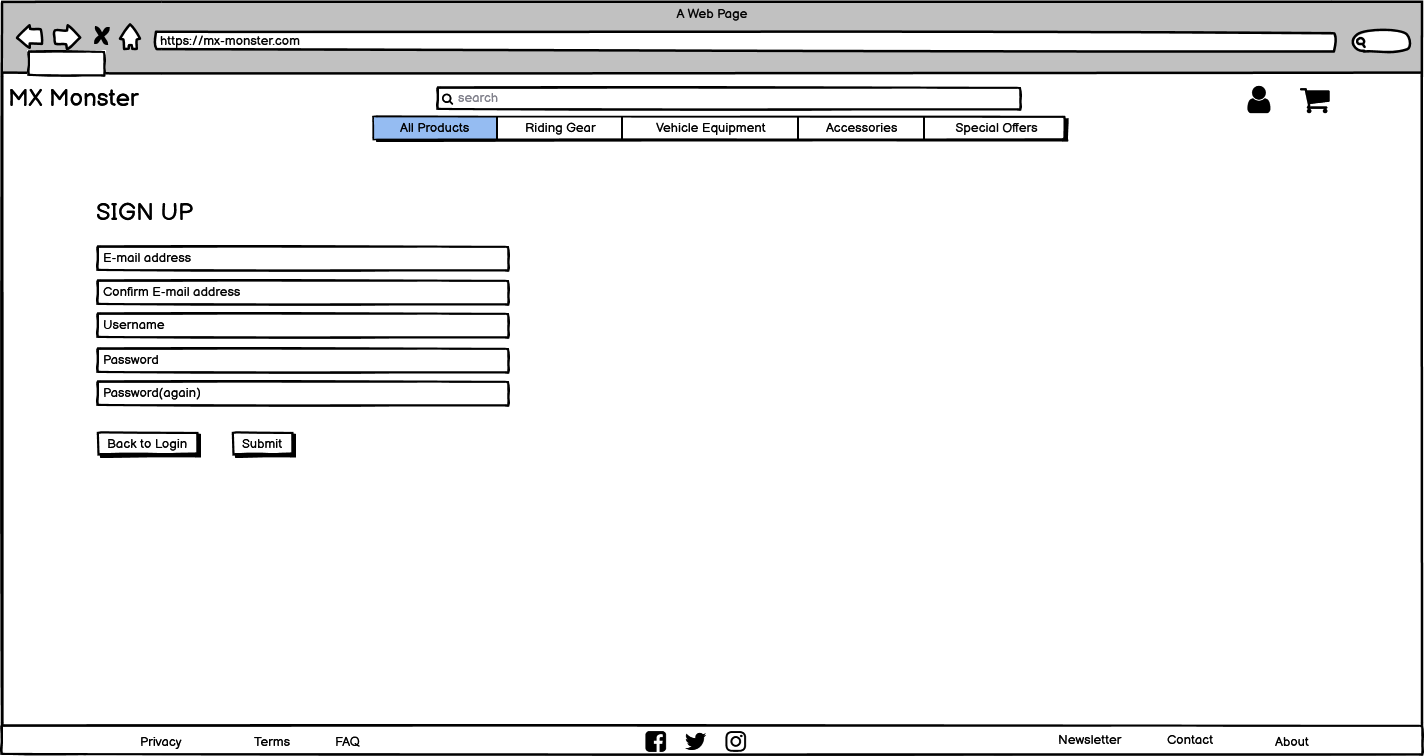 A Web Page
https://mx-monster.com
MX Monster
search
All Products Riding Gear Vehicle Equipment Accessories Special Offers
SIGN UP
E-mail address
Confirm E-mail address
Username
Password
Password(again)
Back to Login Submit
Privacy Terms FAQ Newsletter Contact About